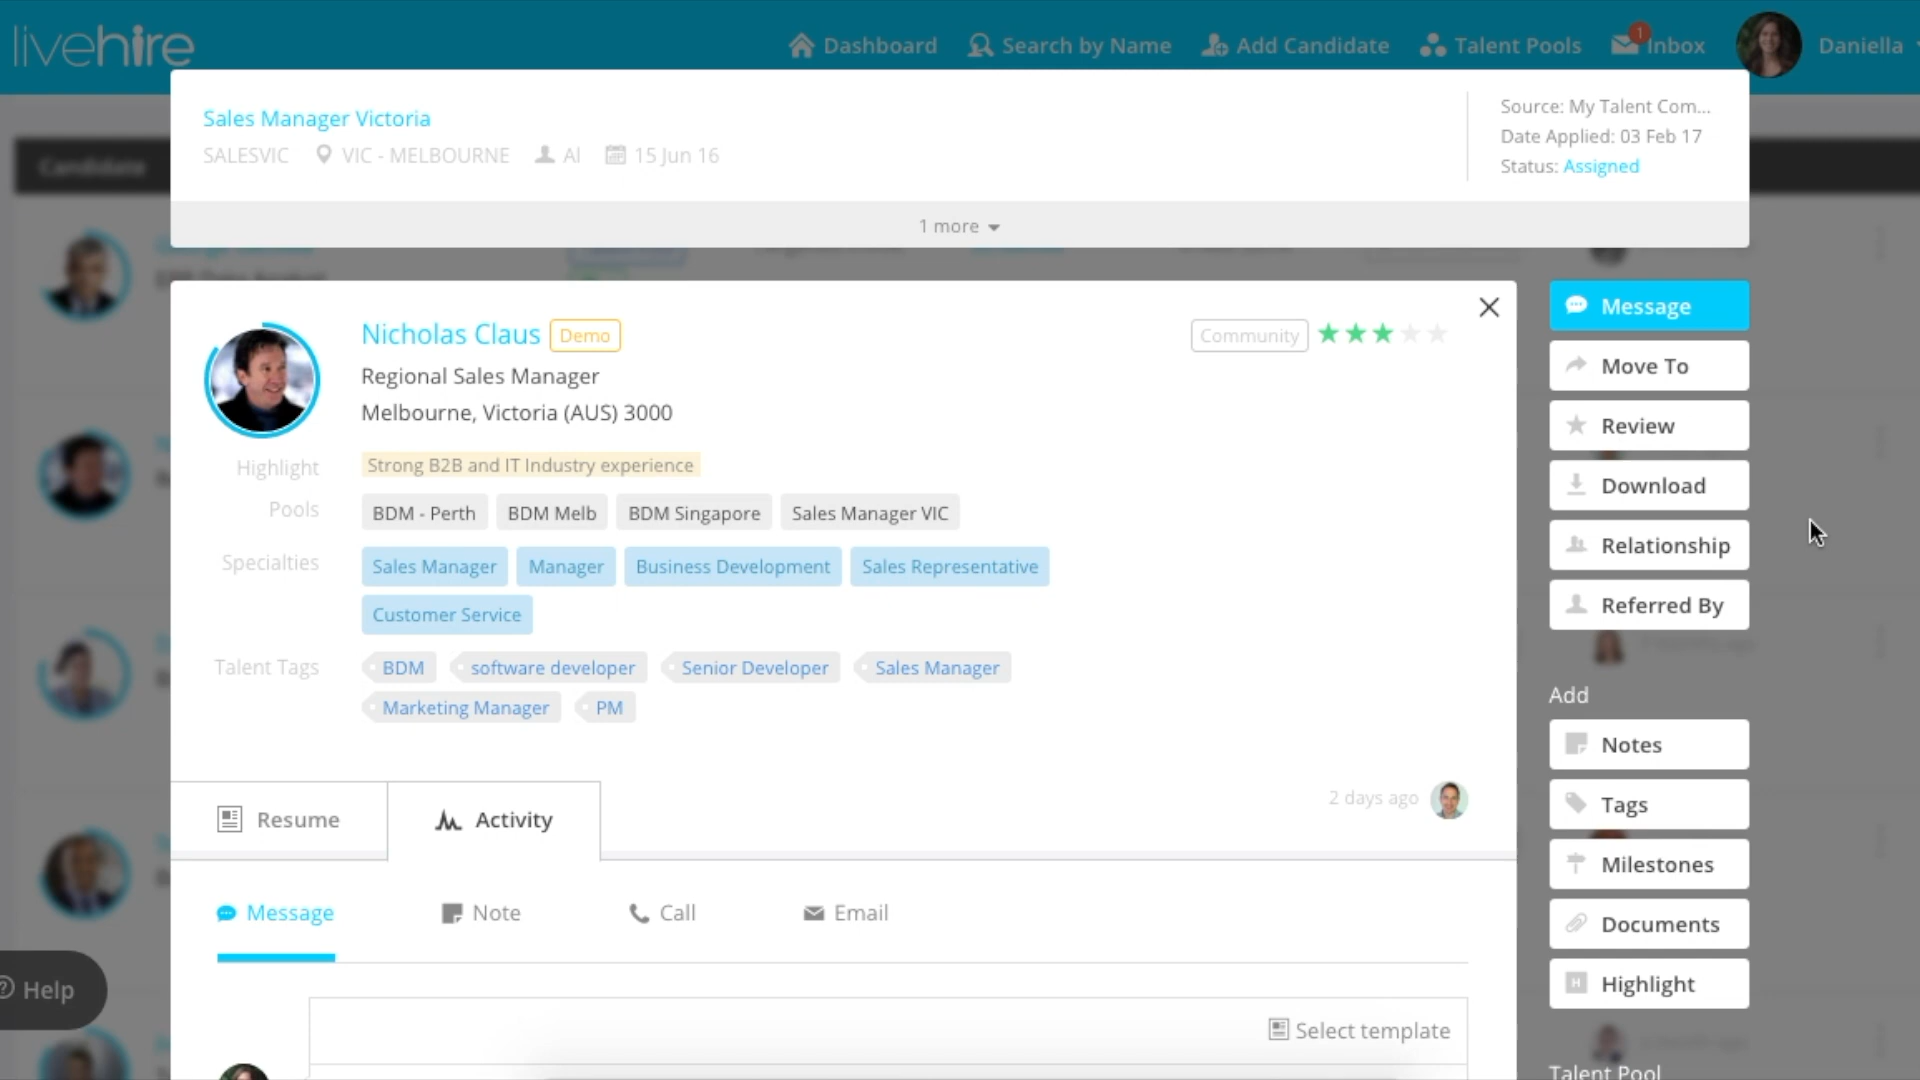 livehire
Dashboard
Search by Name
Add Candidate
Talent Pools
1
Inbox
Daniella
Candidate
Sales Manager Victoria
SALESVIC VIC - MELBOURNE Al 15 Jun 16
Source: My Talent Com...
Date Applied: 03 Feb 17
Status: Assigned
1 more
Nicholas Claus Demo
Community
Regional Sales Manager
Melbourne, Victoria (AUS) 3000
Highlight Strong B2B and IT Industry experience
Pools BDM - Perth BDM Melb BDM Singapore Sales Manager VIC
Specialties Sales Manager Manager Business Development Sales Representative
Customer Service
Talent Tags BDM software developer Senior Developer Sales Manager
Marketing Manager PM
2 days ago
Resume Activity
Message Note Call Email
Select template
Message
Move To
Review
Download
Relationship
Referred By
Add
Notes
Tags
Milestones
Documents
Highlight
Talent Pool
Help